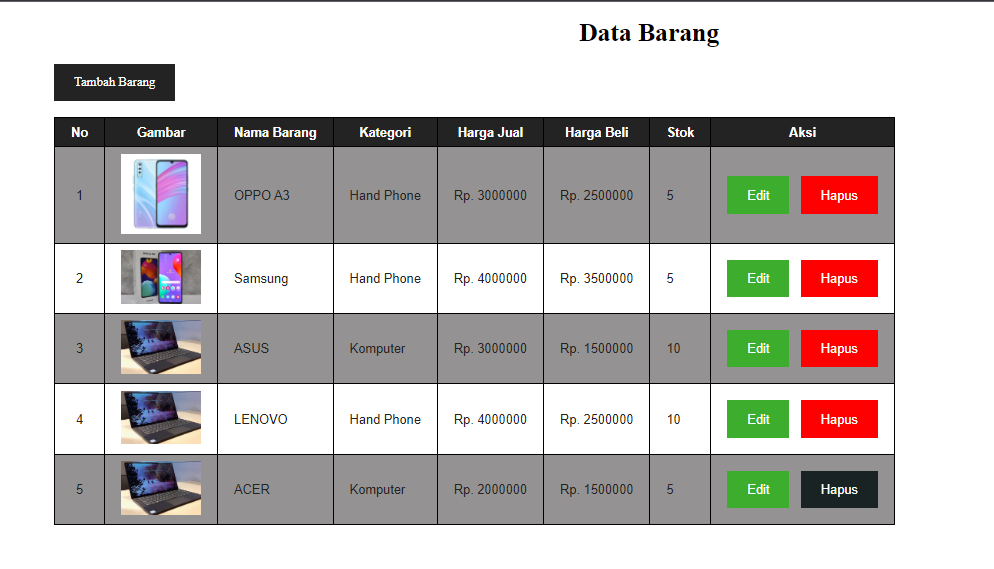 Data Barang
Tambah Barang
No Gambar Nama Barang Kategori Harga Jual Harga Beli Stok Aksi
1 OPPO A3 Hand Phone Rp. 3000000 Rp. 2500000 5 Edit Hapus
2 Samsung Hand Phone Rp. 4000000 Rp. 3500000 5 Edit Hapus
3 ASUS Komputer Rp. 3000000 Rp. 1500000 10 Edit Hapus
4 LENOVO Hand Phone Rp. 4000000 Rp. 2500000 10 Edit Hapus
5 ACER Komputer Rp. 2000000 Rp. 1500000 5 Edit Hapus